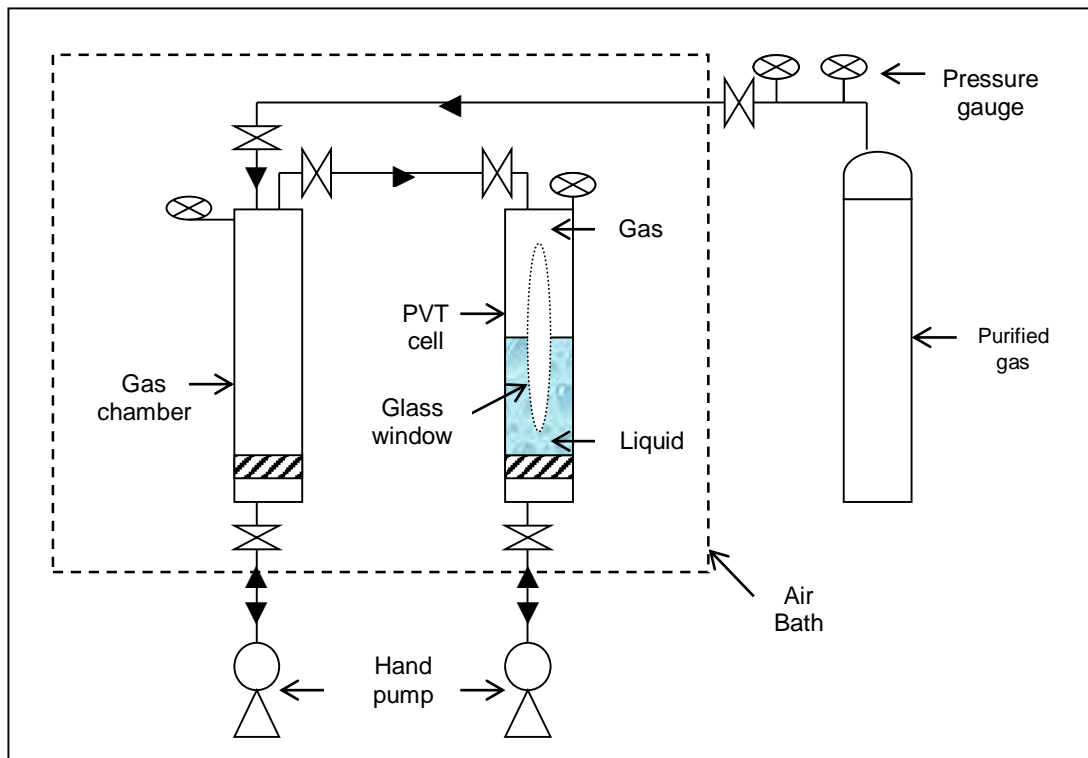 Pressure
gauge
Gas
PVT
cell
Purified
gas
Gas
chamber
Glass
window
Liquid
Air
Bath
Hand
pump